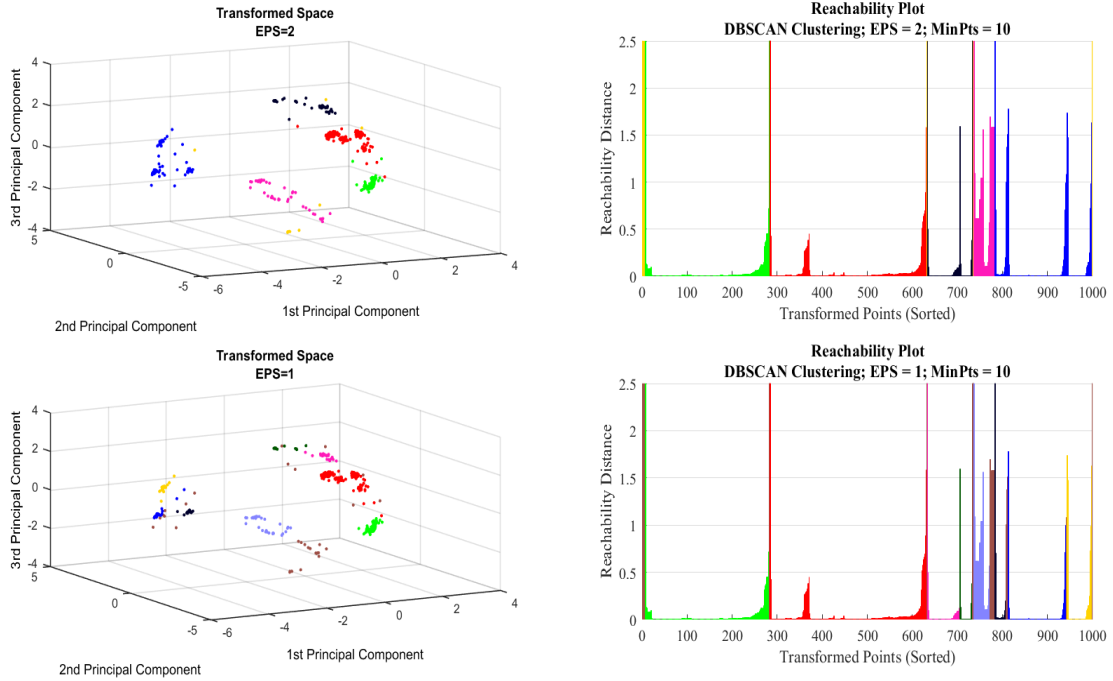 Transformed Space
EPS=2
4
2
0
-2
-4
3rd Principal Component
5
0
-5
2nd Principal Component
-6
-4
-2
0
2
4
1st Principal Component
Reachability Plot
DBSCAN Clustering; EPS = 2; MinPts = 10
2.5
2
1.5
1
0.5
0
Reachability Distance
0 100 200 300 400 500 600 700 800 900 1000
Transformed Points (Sorted)
Transformed Space
EPS=1
4
2
0
-2
-4
3rd Principal Component
5
0
-5
2nd Principal Component
-6
-4
-2
0
2
4
1st Principal Component
Reachability Plot
DBSCAN Clustering; EPS = 1; MinPts = 10
2.5
2
1.5
1
0.5
0
Reachability Distance
0 100 200 300 400 500 600 700 800 900 1000
Transformed Points (Sorted)